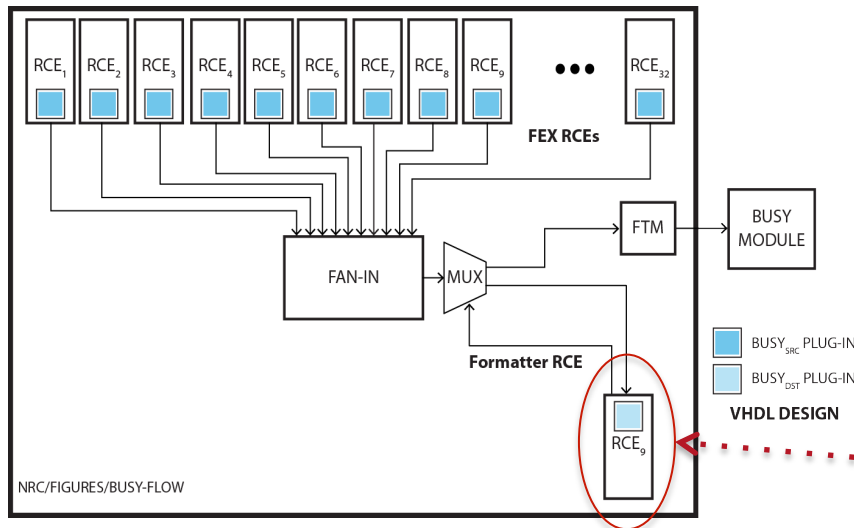 RCE1 RCE2 RCE3 RCE4 RCE5 RCE6 RCE7 RCE8 RCE9 ••• RCE32
FEX RCEs
FTM
BUSY
MODULE
FAN-IN
MUX
Formatter RCE
BUSYSRC PLUG-IN
BUSYDST PLUG-IN
VHDL DESIGN
RCE9
NRC/FIGURES/BUSY-FLOW